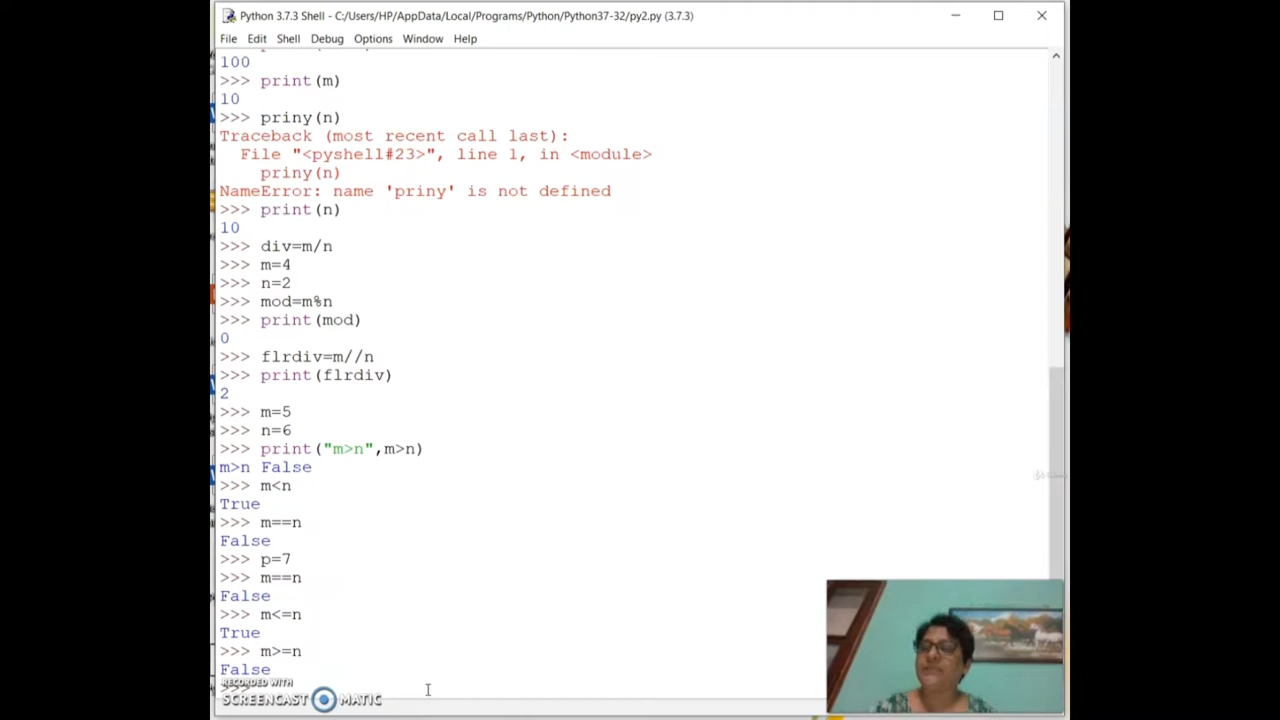 Python 3.7.3 Shell - C:/Users/HP/AppData/Local/Programs/Python/Python37-32/py2.py (3.7.3)
File Edit Shell Debug Options Window Help
100
>>> print(m)
10
>>> priny(n)
Traceback (most recent call last):
  File "<pyshell#23>", line 1, in <module>
    priny(n)
NameError: name 'priny' is not defined
>>> print(n)
10
>>> div=m/n
>>> m=4
>>> n=2
>>> mod=m%n
>>> print(mod)
0
>>> flrdiv=m//n
>>> print(flrdiv)
2
>>> m=5
>>> n=6
>>> print("m>n",m>n)
m>n False
>>> m<n
True
>>> m==n
False
>>> p=7
>>> m==n
False
>>> m<=n
True
>>> m>=n
False
>>>
RECORDED WITH
SCREENCAST MATIC